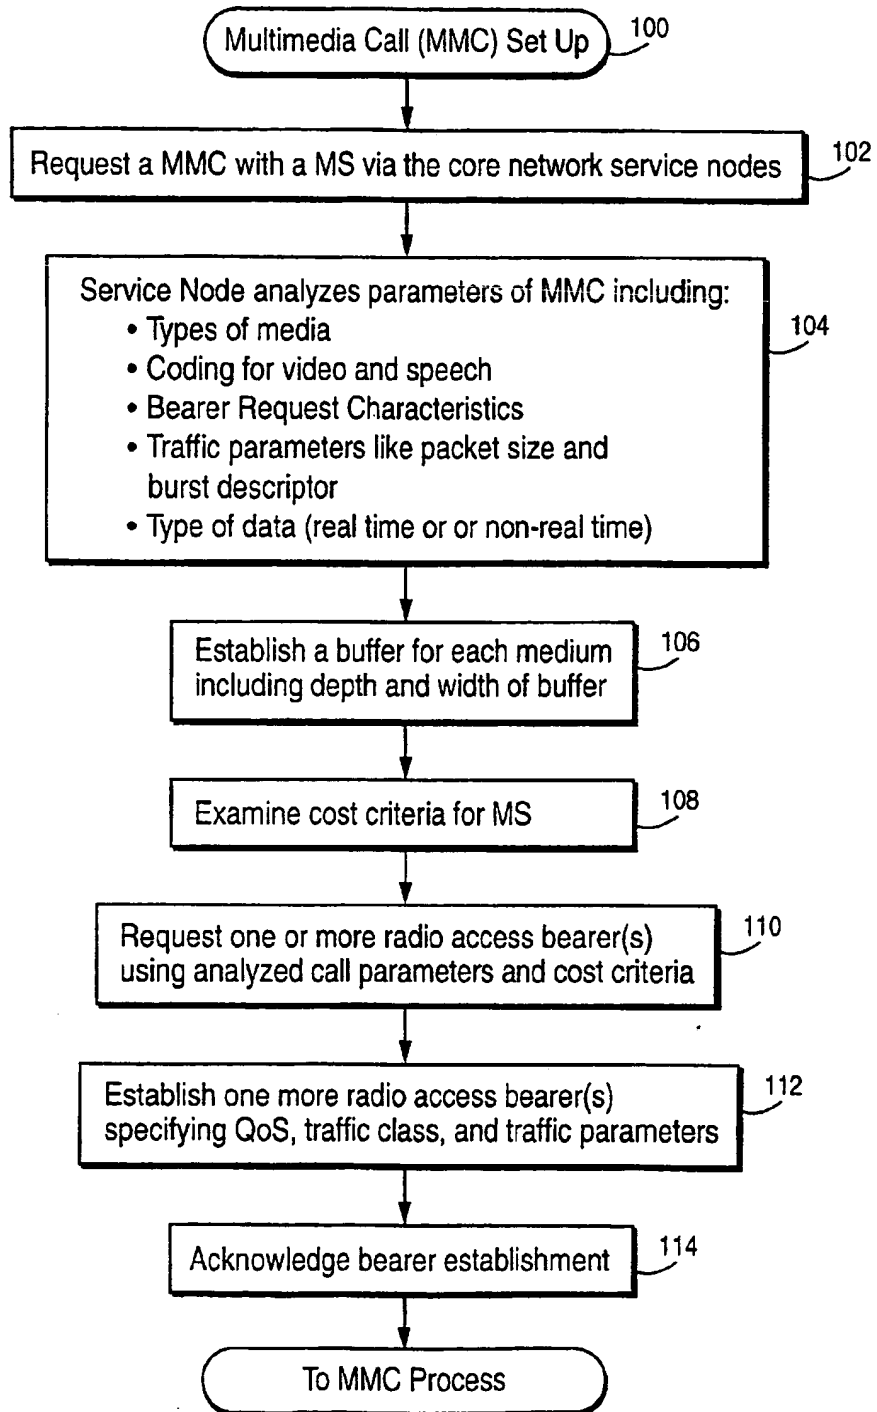 Multimedia Call (MMC) Set Up
100
Request a MMC with a MS via the core network service nodes
102
Service Node analyzes parameters of MMC including:
• Types of media
• Coding for video and speech
• Bearer Request Characteristics
• Traffic parameters like packet size and
burst descriptor
• Type of data (real time or or non-real time)
104
Establish a buffer for each medium
including depth and width of buffer
106
Examine cost criteria for MS
108
Request one or more radio access bearer(s)
using analyzed call parameters and cost criteria
110
Establish one more radio access bearer(s)
specifying QoS, traffic class, and traffic parameters
112
Acknowledge bearer establishment
114
To MMC Process